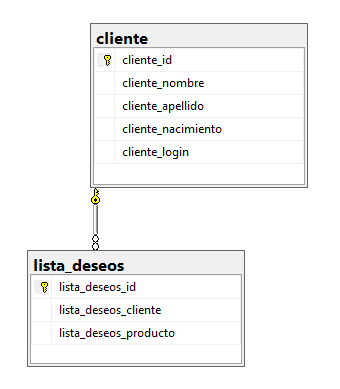 cliente
cliente_id
cliente_nombre
cliente_apellido
cliente_nacimiento
cliente_login
lista_deseos
lista_deseos_id
lista_deseos_cliente
lista_deseos_producto